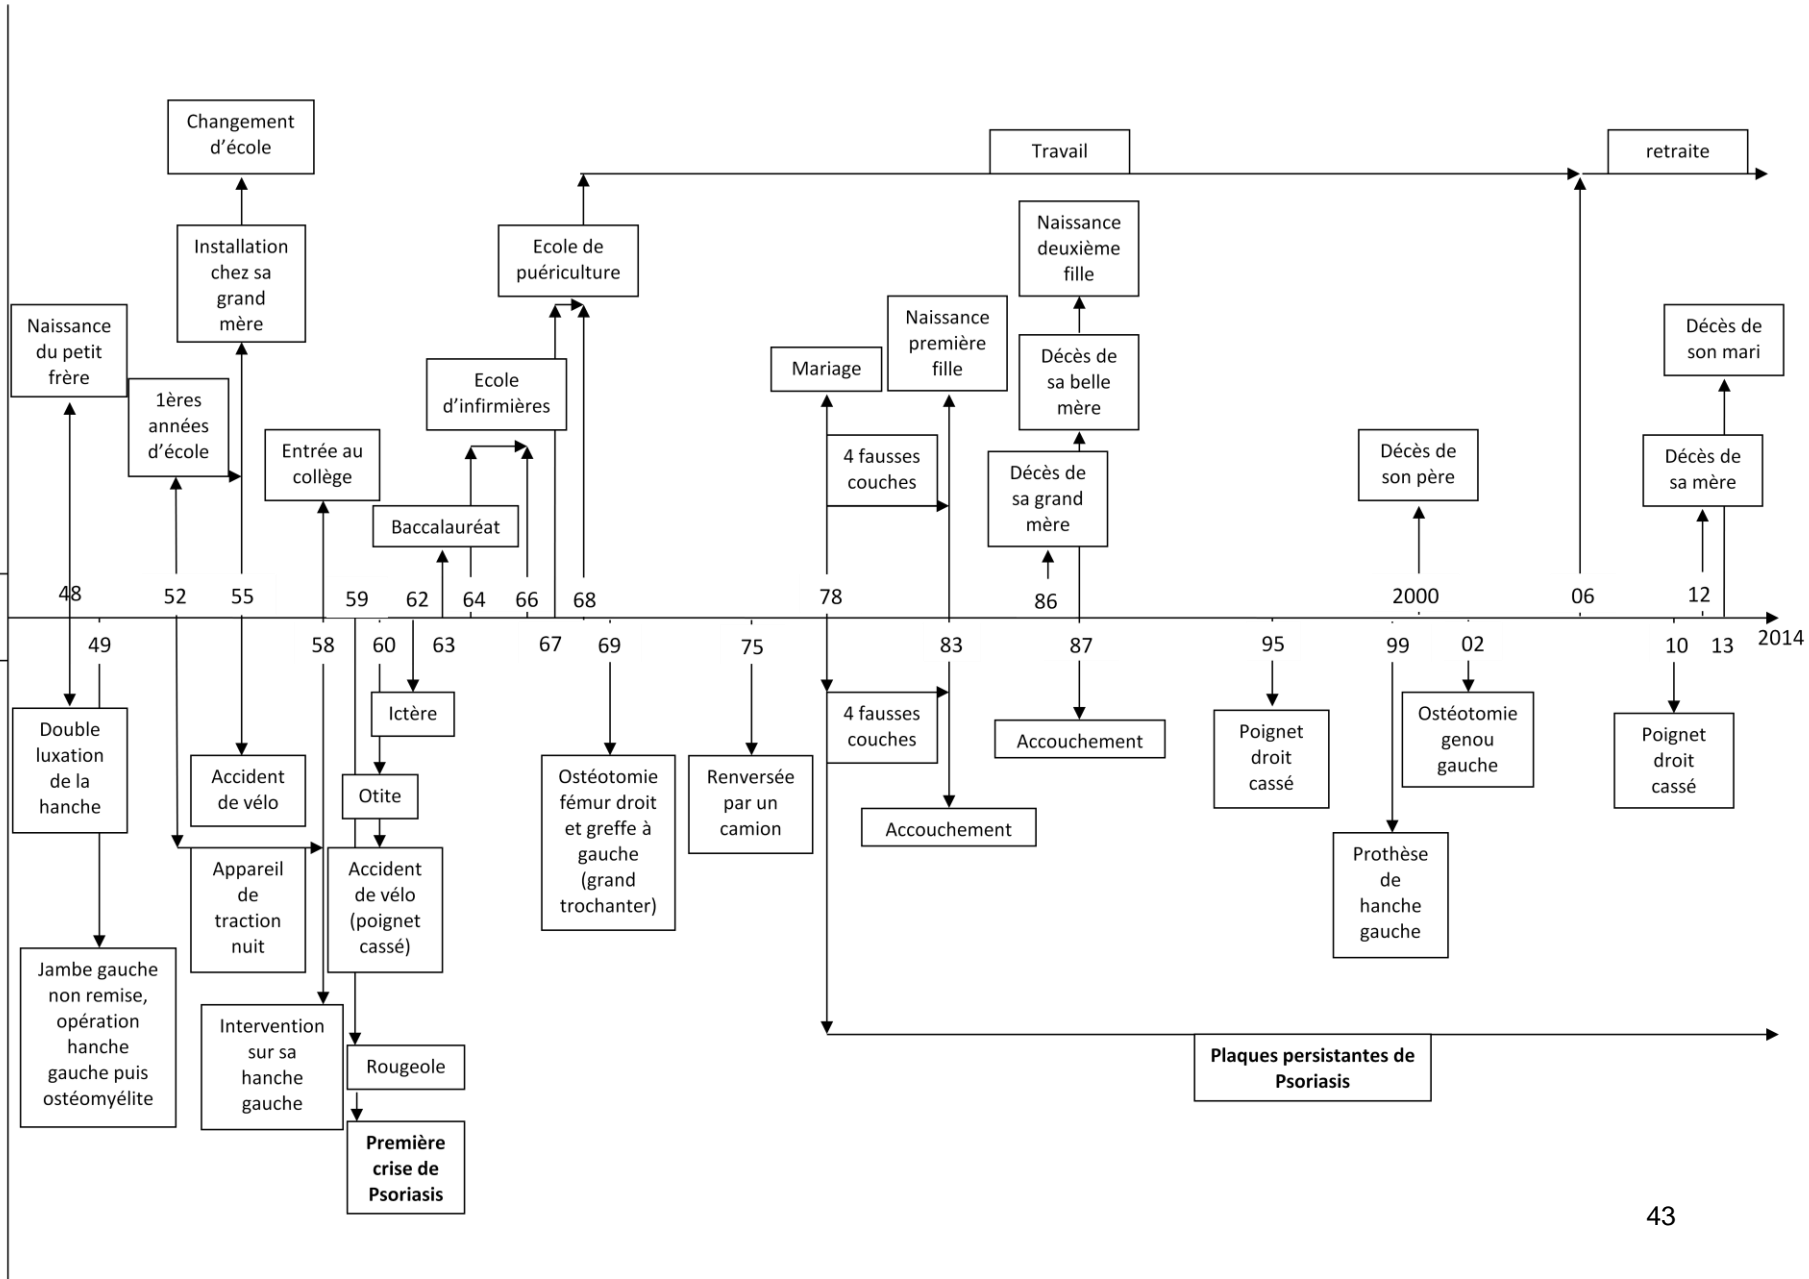 Changement
d’école
Travail
retraite
Installation
chez sa
grand
mère
Ecole de
puériculture
Naissance
deuxième
fille
Naissance
du petit
frère
Naissance
première
fille
Décès de
son mari
Mariage
Décès de
sa belle
mère
Ecole
d’infirmières
1ères
années
d’école
Entrée au
collège
4 fausses
couches
Décès de
sa grand
mère
Décès de
son père
Décès de
sa mère
Baccalauréat
48
52
55
59
62
64
66
68
78
86
2000
06
12
49
58
60
63
67
69
75
83
87
95
99
02
10
13
2014
Double
luxation
de la
hanche
Ictère
4 fausses
couches
Accouchement
Poignet
droit
cassé
Ostéotomie
genou
gauche
Poignet
droit
cassé
Accident
de vélo
Otite
Ostéotomie
fémur droit
et greffe à
gauche
(grand
trochanter)
Renversée
par un
camion
Accouchement
Appareil
de
traction
nuit
Accident
de vélo
(poignet
cassé)
Prothèse
de
hanche
gauche
Jambe gauche
non remise,
opération
hanche
gauche puis
ostéomyélite
Intervention
sur sa
hanche
gauche
Rougeole
Plaques persistantes de
Psoriasis
Première
crise de
Psoriasis
43